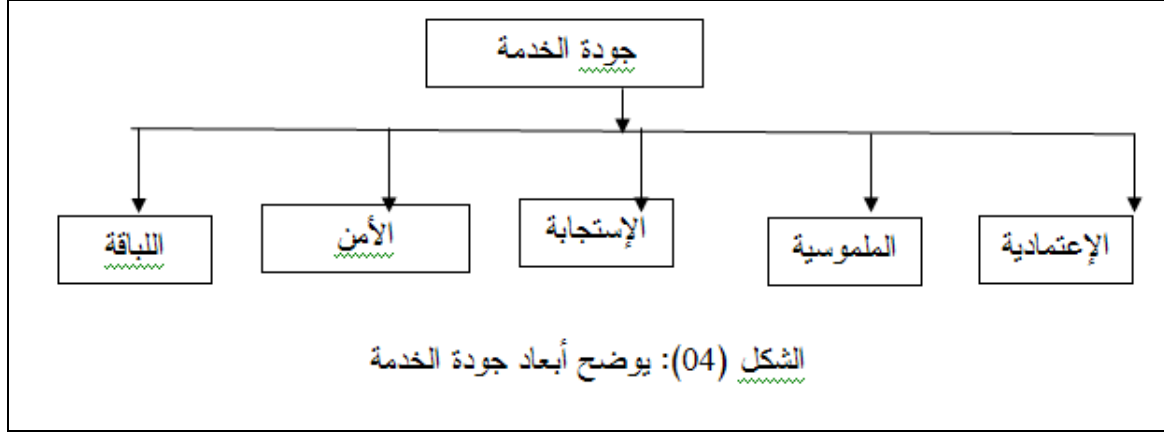 جودة الخدمة
الإعتمادية
الملموسية
الإستجابة
الأمن
اللباقة
الشكل (04): يوضح أبعاد جودة الخدمة